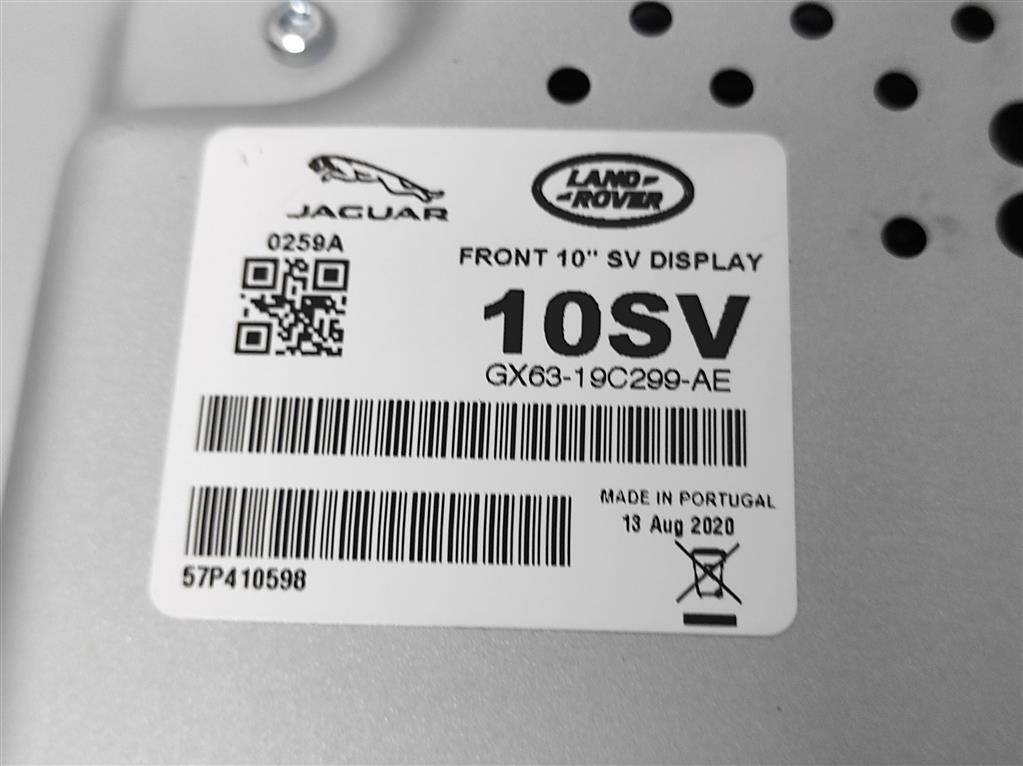 JAGUAR
LAND
ROVER
0259A
FRONT 10" SV DISPLAY
10SV
GX63-19C299-AE
MADE IN PORTUGAL
13 Aug 2020
57P410598